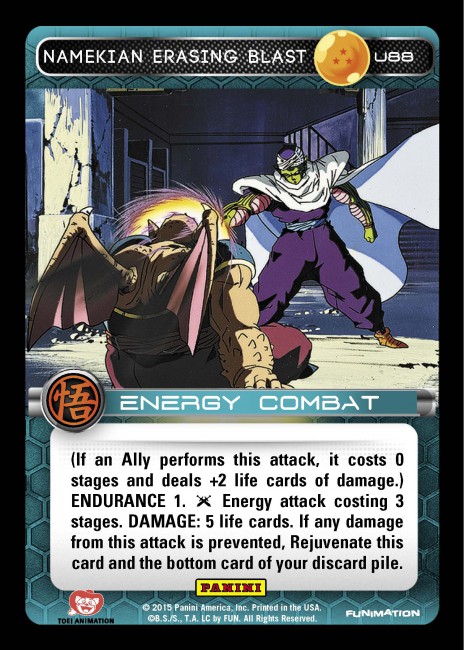 NAMEKIAN ERASING BLAST U88
悟 ENERGY COMBAT
(If an Ally performs this attack, it costs 0
stages and deals +2 life cards of damage.)
ENDURANCE 1. Energy attack costing 3
stages. DAMAGE: 5 life cards. If any damage
from this attack is prevented, Rejuvenate this
card and the bottom card of your discard pile.
PANINI
TOEI ANIMATION
© 2015 Panini America, Inc. Printed in the USA.
©B.S./S., T.A. LC by FUN. All Rights Reserved.
FUNIMATION